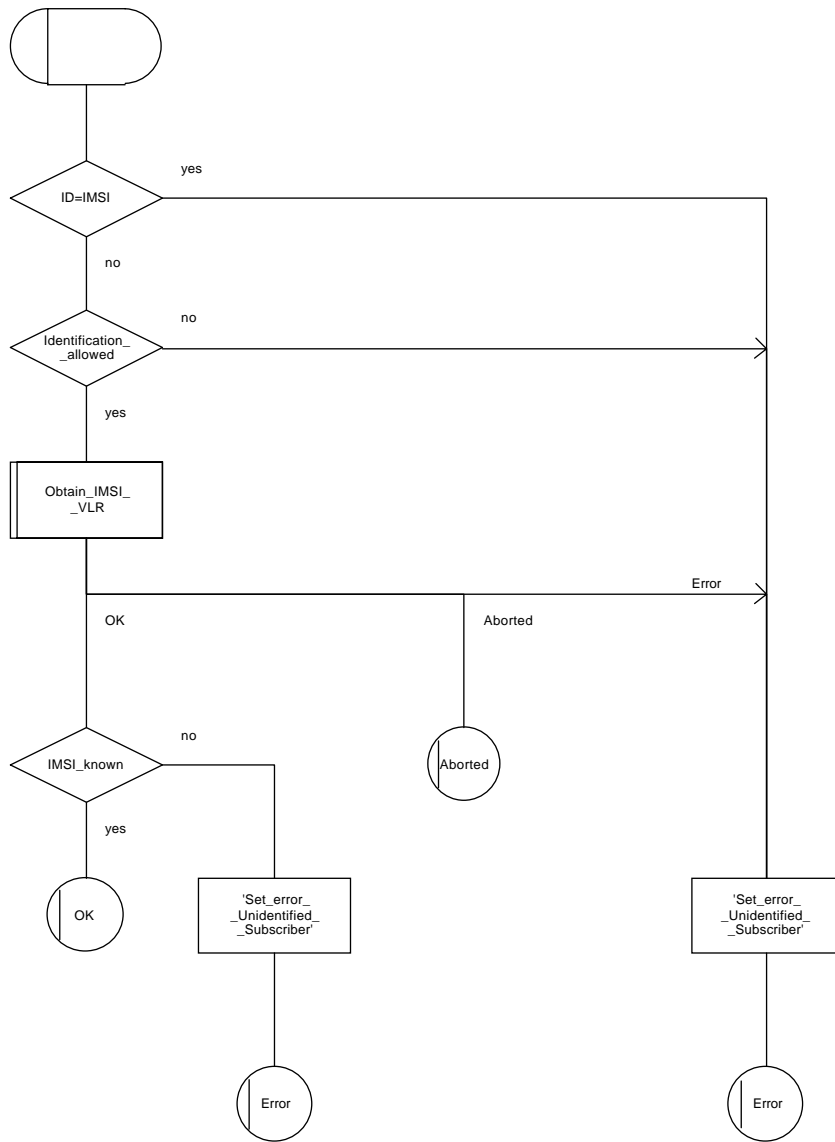 yes
ID=IMSI
no
no
Identification_
_allowed
yes
Obtain_IMSI_
_VLR
Error
OK
Aborted
no
IMSI_known
Aborted
yes
OK
'Set_error_
_Unidentified_
_Subscriber'
'Set_error_
_Unidentified_
_Subscriber'
Error
Error